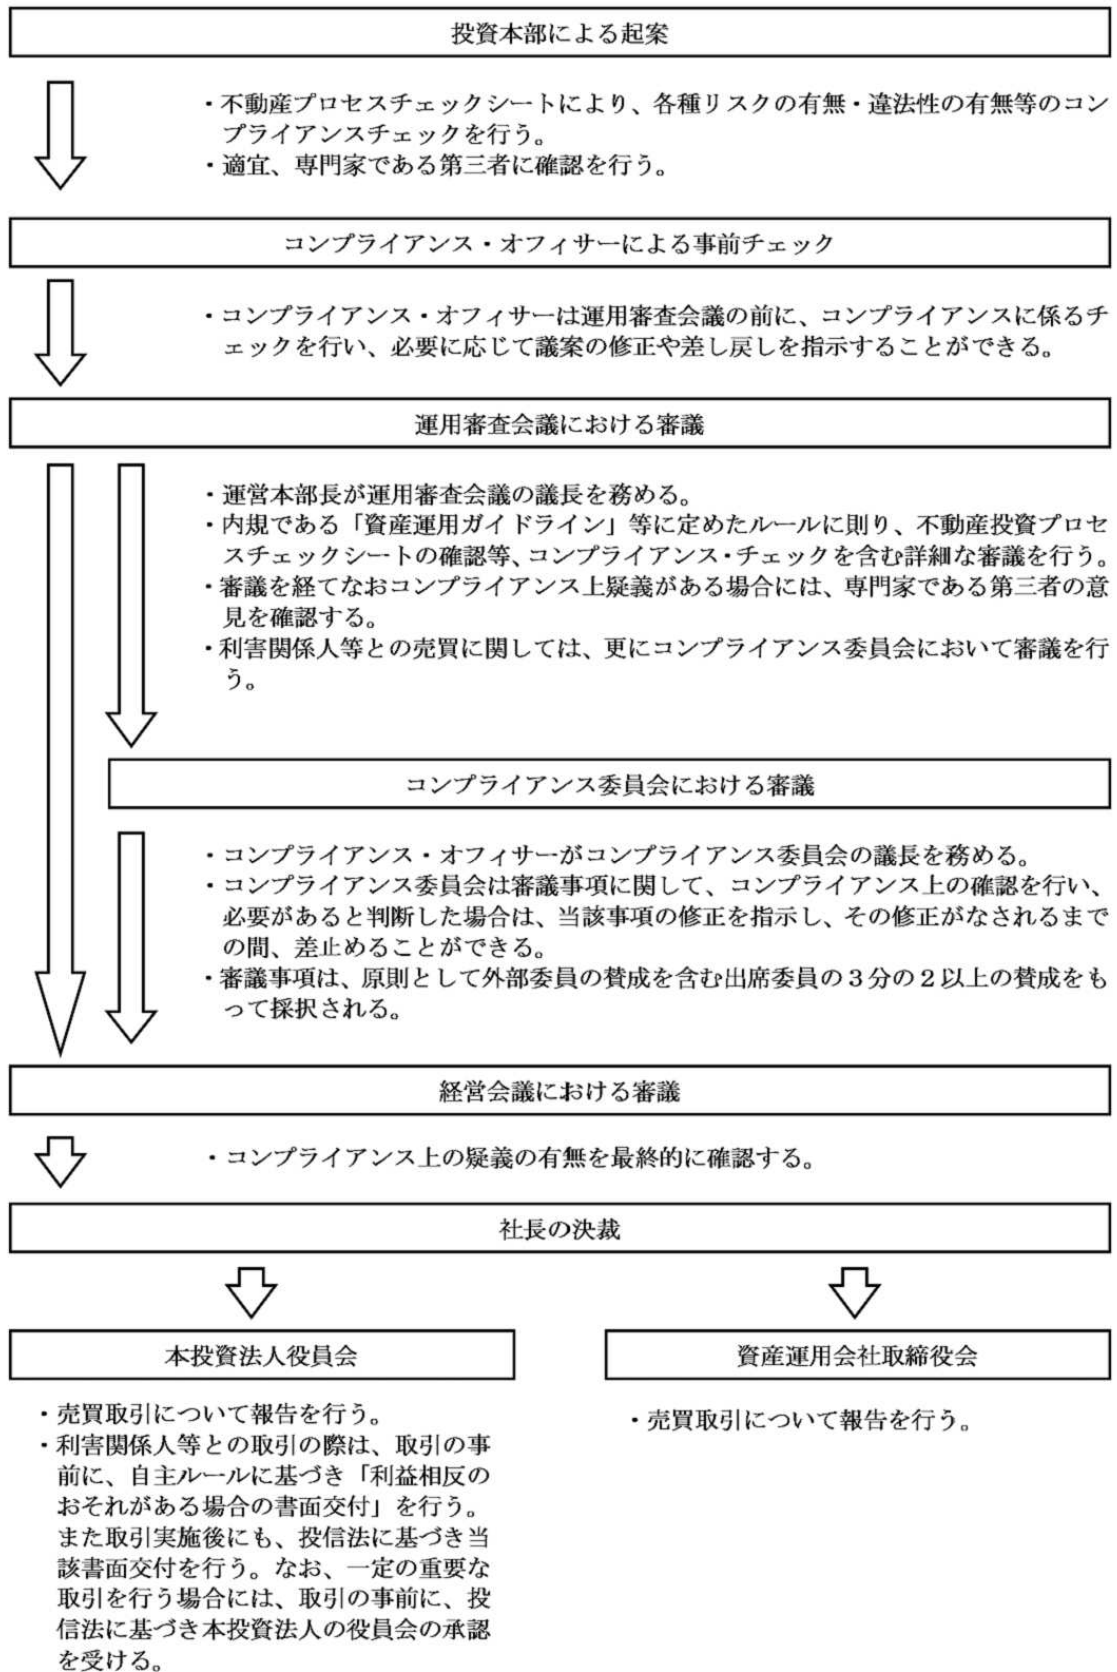 投資本部による起案
・不動産プロセスチェックシートにより、各種リスクの有無・違法性の有無等のコン
プライアンスチェックを行う。
・適宜、専門家である第三者に確認を行う。
コンプライアンス・オフィサーによる事前チェック
・コンプライアンス・オフィサーは運用審査会議の前に、コンプライアンスに係るチ
ェックを行い、必要に応じて議案の修正や差し戻しを指示することができる。
運用審査会議における審議
・運営本部長が運用審査会議の議長を務める。
・内規である「資産運用ガイドライン」等に定めたルールに則り、不動産投資プロセ
スチェックシートの確認等、コンプライアンス・チェックを含む詳細な審議を行う。
・審議を経てなおコンプライアンス上疑義がある場合には、専門家である第三者の意
見を確認する。
・利害関係人等との売買に関しては、更にコンプライアンス委員会において審議を行
う。
コンプライアンス委員会における審議
・コンプライアンス・オフィサーがコンプライアンス委員会の議長を務める。
・コンプライアンス委員会は審議事項に関して、コンプライアンス上の確認を行い、
必要があると判断した場合は、当該事項の修正を指示し、その修正がなされるまで
の間、差止めることができる。
・審議事項は、原則として外部委員の賛成を含む出席委員の３分の２以上の賛成をも
って採択される。
経営会議における審議
・コンプライアンス上の疑義の有無を最終的に確認する。
社長の決裁
本投資法人役員会
・売買取引について報告を行う。
・利害関係人等との取引の際は、取引の事
前に、自主ルールに基づき「利益相反の
おそれがある場合の書面交付」を行う。
また取引実施後にも、投信法に基づき当
該書面交付を行う。なお、一定の重要な
取引を行う場合には、取引の事前に、投
信法に基づき本投資法人の役員会の承認
を受ける。
資産運用会社取締役会
・売買取引について報告を行う。